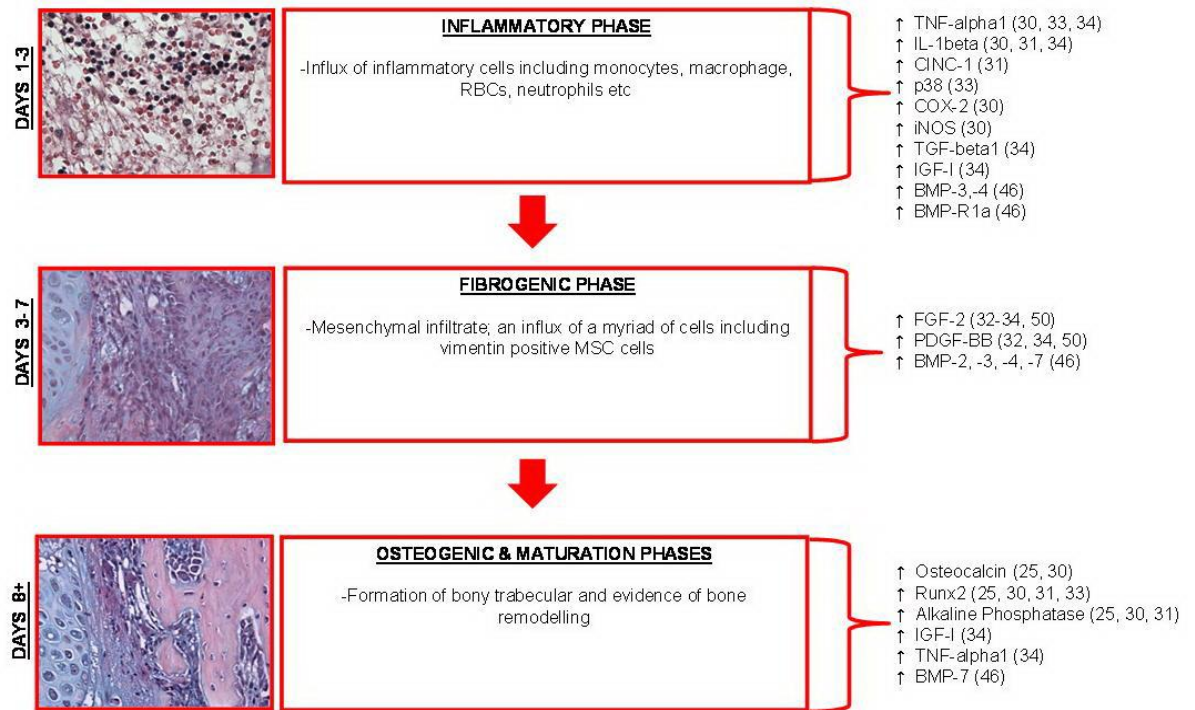 DAYS 1-3
INFLAMMATORY PHASE
-Influx of inflammatory cells including monocytes, macrophage,
RBCs, neutrophils etc
↑ TNF-alpha1 (30, 33, 34)
↑ IL-1beta (30, 31, 34)
↑ CINC-1 (31)
↑ p38 (33)
↑ COX-2 (30)
↑ iNOS (30)
↑ TGF-beta1 (34)
↑ IGF-I (34)
↑ BMP-3,-4 (46)
↑ BMP-R1a (46)
DAYS 3-7
FIBROGENIC PHASE
-Mesenchymal infiltrate; an influx of a myriad of cells including
vimentin positive MSC cells
↑ FGF-2 (32-34, 50)
↑ PDGF-BB (32, 34, 50)
↑ BMP-2, -3, -4, -7 (46)
DAYS 8+
OSTEOGENIC & MATURATION PHASES
-Formation of bony trabecular and evidence of bone
remodelling
↑ Osteocalcin (25, 30)
↑ Runx2 (25, 30, 31, 33)
↑ Alkaline Phosphatase (25, 30, 31)
↑ IGF-I (34)
↑ TNF-alpha1 (34)
↑ BMP-7 (46)